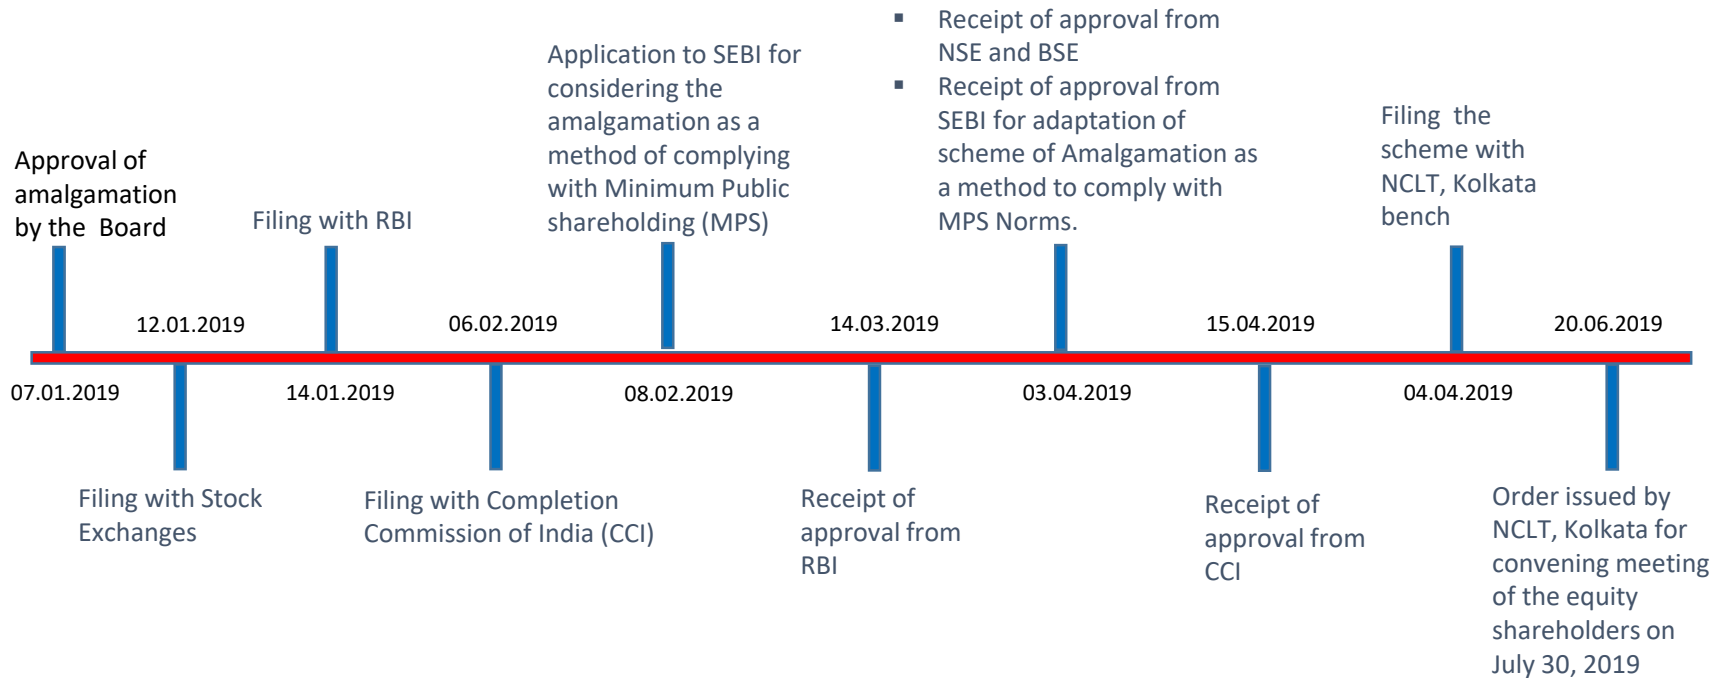 Approval of
amalgamation
by the Board
07.01.2019
12.01.2019
Filing with Stock
Exchanges
Filing with RBI
14.01.2019
06.02.2019
Filing with Completion
Commission of India (CCI)
Application to SEBI for
considering the
amalgamation as a
method of complying
with Minimum Public
shareholding (MPS)
08.02.2019
14.03.2019
Receipt of
approval from
RBI
▪ Receipt of approval from
NSE and BSE
▪ Receipt of approval from
SEBI for adaptation of
scheme of Amalgamation as
a method to comply with
MPS Norms.
03.04.2019
15.04.2019
Receipt of
approval from
CCI
Filing the
scheme with
NCLT, Kolkata
bench
04.04.2019
20.06.2019
Order issued by
NCLT, Kolkata for
convening meeting
of the equity
shareholders on
July 30, 2019